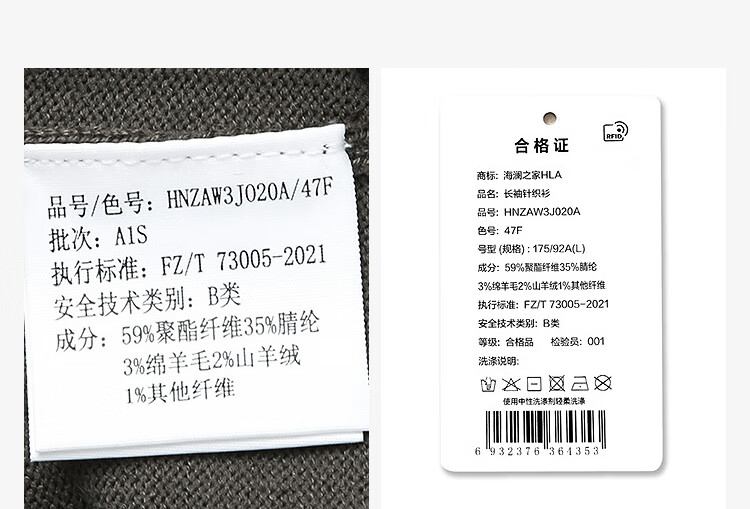 品号/色号: HNZAW3J020A/47F
批次: A1S
执行标准: FZ/T 73005-2021
安全技术类别: B类
成分: 59%聚酯纤维35%腈纶
3%绵羊毛2%山羊绒
1%其他纤维
RFID
合格证
商标: 海澜之家HLA
品名: 长袖针织衫
品号: HNZAW3J020A
色号: 47F
号型 (规格) : 175/92A(L)
成分: 59%聚酯纤维35%腈纶
3%绵羊毛2%山羊绒1%其他纤维
执行标准: FZ/T 73005-2021
安全技术类别: B类
等级: 合格品 检验员: 001
洗涤说明:
使用中性洗涤剂轻柔洗涤
6 932376 364353